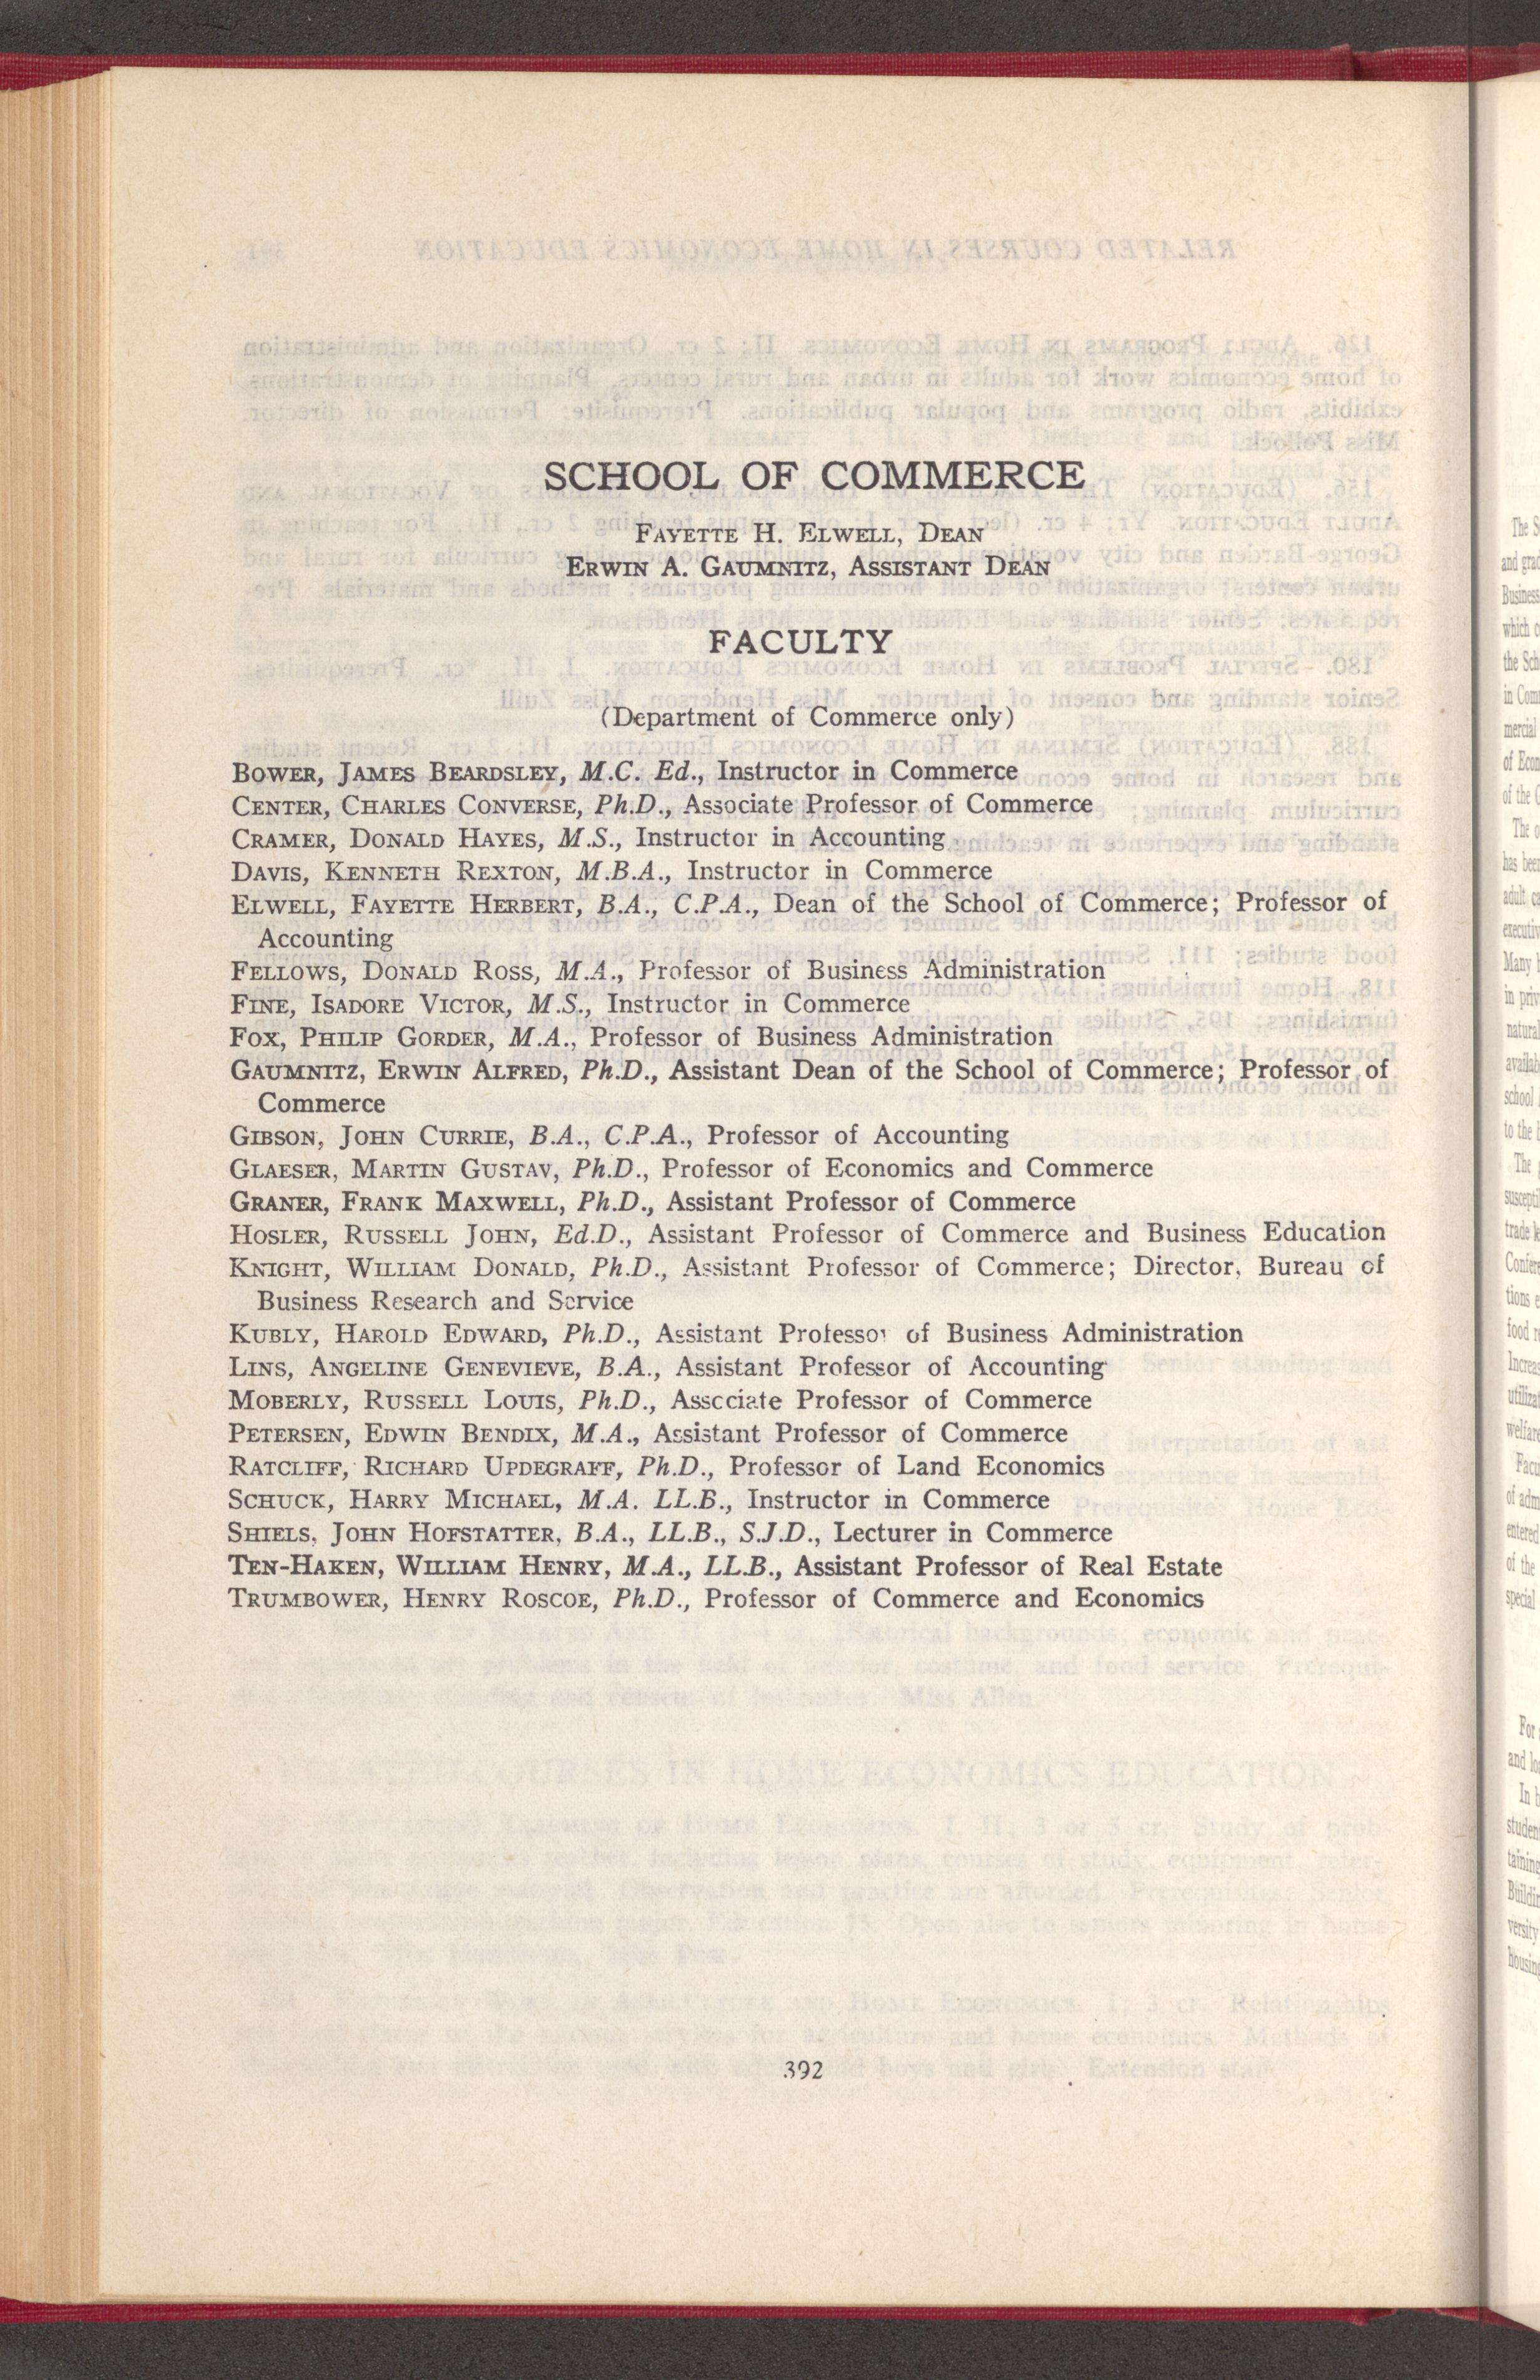 SCHOOL OF COMMERCE
FAYETTE H. ELWELL, DEAN
ERWIN A. GAUMNITZ, ASSISTANT DEAN
FACULTY
(Department of Commerce only)
BOWER, JAMES BEARDSLEY, M.C. Ed., Instructor in Commerce
CENTER, CHARLES CONVERSE, Ph.D., Associate Professor of Commerce
CRAMER, DONALD HAYES, M.S., Instructor in Accounting
DAVIS, KENNETH REXTON, M.B.A., Instructor in Commerce
ELWELL, FAYETTE HERBERT, B.A., C.P.A., Dean of the School of Commerce; Professor of
Accounting
FELLOWS, DONALD ROSS, M.A., Professor of Business Administration
FINE, ISADORE VICTOR, M.S., Instructor in Commerce
FOX, PHILIP GORDER, M.A., Professor of Business Administration
GAUMNITZ, ERWIN ALFRED, Ph.D., Assistant Dean of the School of Commerce; Professor of
Commerce
GIBSON, JOHN CURRIE, B.A., C.P.A., Professor of Accounting
GLAESER, MARTIN GUSTAV, Ph.D., Professor of Economics and Commerce
GRANER, FRANK MAXWELL, Ph.D., Assistant Professor of Commerce
HOSLER, RUSSELL JOHN, Ed.D., Assistant Professor of Commerce and Business Education
KNIGHT, WILLIAM DONALD, Ph.D., Assistant Professor of Commerce; Director, Bureau of
Business Research and Service
KUBLY, HAROLD EDWARD, Ph.D., Assistant Professor of Business Administration
LINS, ANGELINE GENEVIEVE, B.A., Assistant Professor of Accounting
MOBERLY, RUSSELL LOUIS, Ph.D., Associate Professor of Commerce
PETERSEN, EDWIN BENDIX, M.A., Assistant Professor of Commerce
RATCLIFF, RICHARD UPDEGRAFF, Ph.D., Professor of Land Economics
SCHUCK, HARRY MICHAEL, M.A. LL.B., Instructor in Commerce
SHIELS, JOHN HOFSTATTER, B.A., LL.B., S.J.D., Lecturer in Commerce
TEN-HAKEN, WILLIAM HENRY, M.A., LL.B., Assistant Professor of Real Estate
TRUMBOWER, HENRY ROSCOE, Ph.D., Professor of Commerce and Economics
392